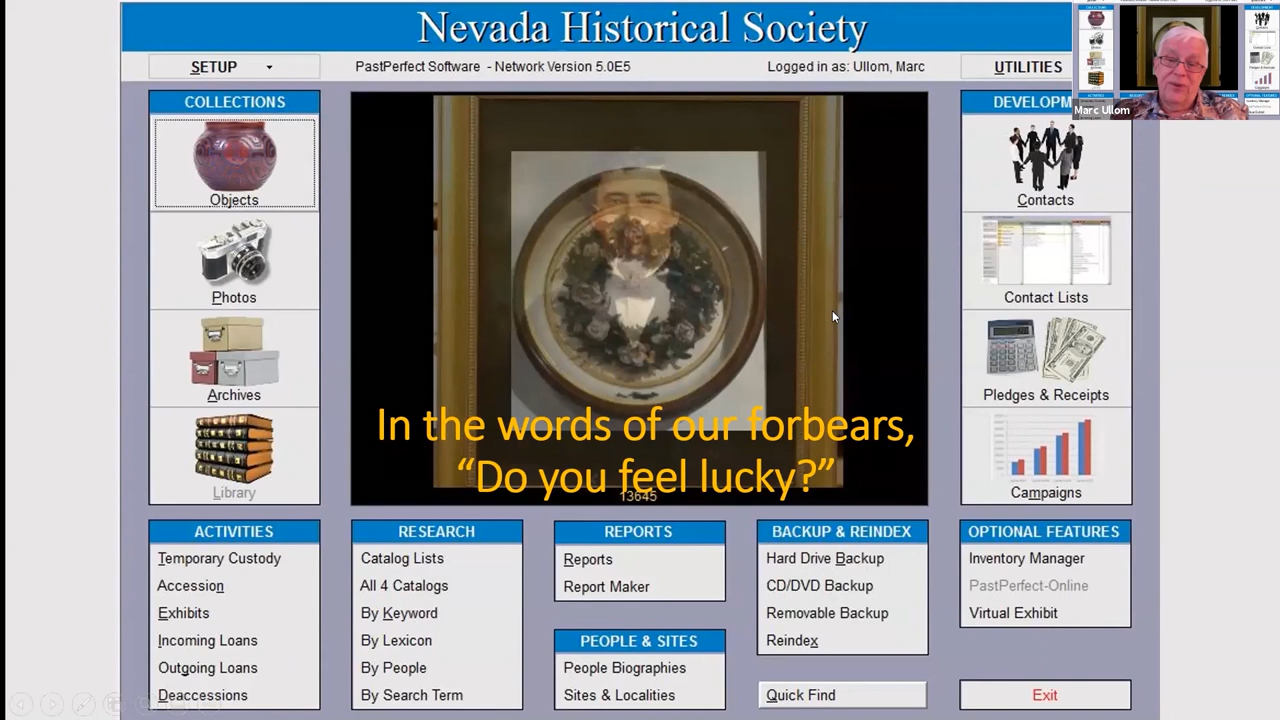 Nevada Historical Society
SETUP
PastPerfect Software - Network Version 5.0E5
Logged in as: Ullom, Marc
UTILITIES
Marc Ullom
COLLECTIONS
Objects
Photos
Archives
Library
In the words of our forbears,
“Do you feel lucky?”
13645
DEVELOPM
Contacts
Contact Lists
Pledges & Receipts
Campaigns
ACTIVITIES
Temporary Custody
Accession
Exhibits
Incoming Loans
Outgoing Loans
Deaccessions
RESEARCH
Catalog Lists
All 4 Catalogs
By Keyword
By Lexicon
By People
By Search Term
REPORTS
Reports
Report Maker
PEOPLE & SITES
People Biographies
Sites & Localities
BACKUP & REINDEX
Hard Drive Backup
CD/DVD Backup
Removable Backup
Reindex
Quick Find
OPTIONAL FEATURES
Inventory Manager
PastPerfect-Online
Virtual Exhibit
Exit